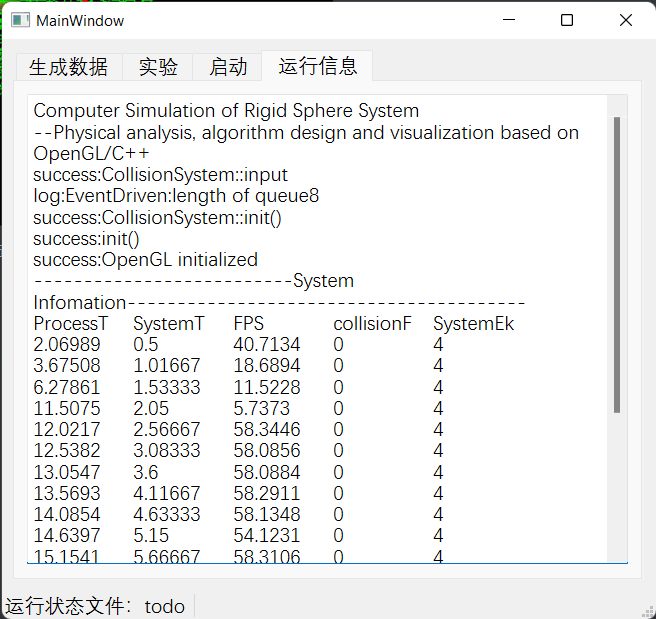 MainWindow
生成数据 实验 启动 运行信息
Computer Simulation of Rigid Sphere System
--Physical analysis, algorithm design and visualization based on
OpenGL/C++
success:CollisionSystem::input
log:EventDriven:length of queue8
success:CollisionSystem::init()
success:init()
success:OpenGL initialized
--------------------------System
Infomation----------------------------------------
ProcessT SystemT FPS collisionF SystemEk
2.06989 0.5 40.7134 0 4
3.67508 1.01667 18.6894 0 4
6.27861 1.53333 11.5228 0 4
11.5075 2.05 5.7373 0 4
12.0217 2.56667 58.3446 0 4
12.5382 3.08333 58.0856 0 4
13.0547 3.6 58.0884 0 4
13.5693 4.11667 58.2911 0 4
14.0854 4.63333 58.1348 0 4
14.6397 5.15 54.1231 0 4
15.1541 5.66667 58.3106 0 4
运行状态文件：todo